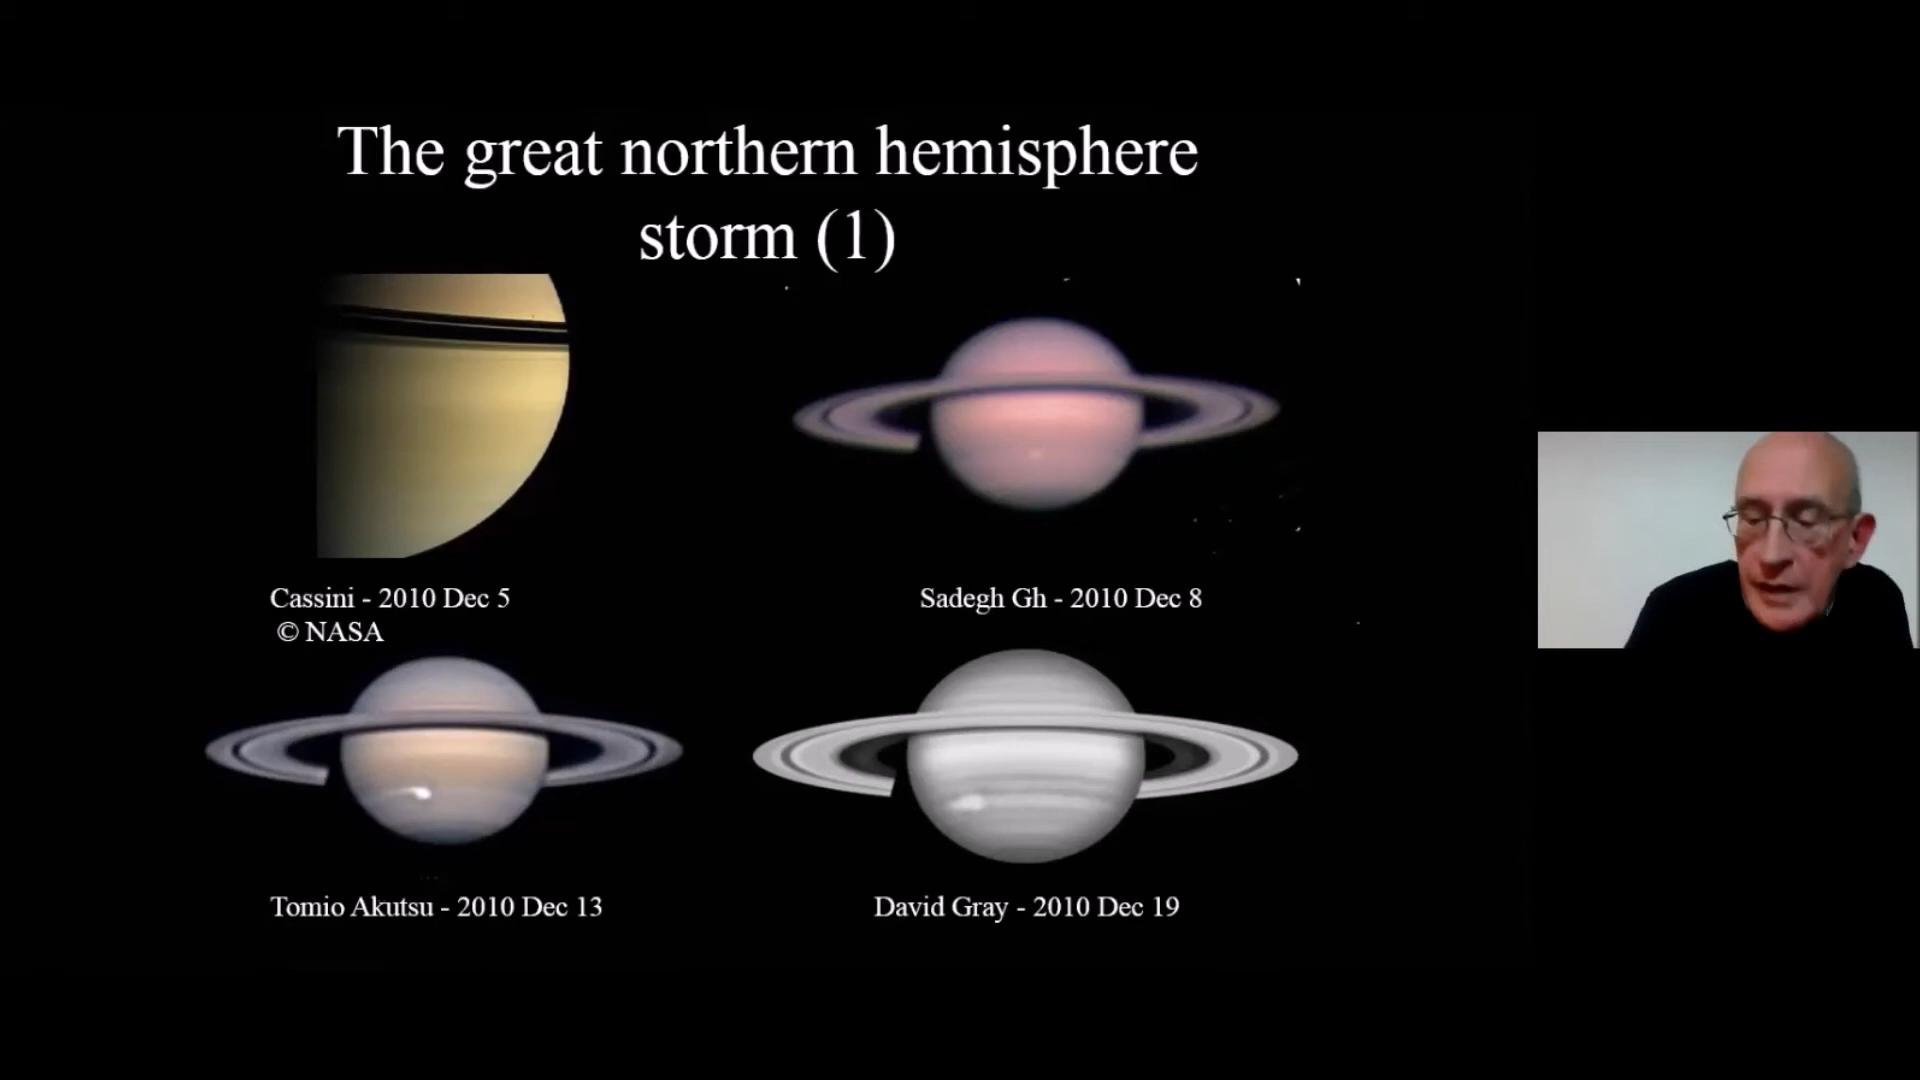 The great northern hemisphere
storm (1)
Cassini - 2010 Dec 5
© NASA
Sadegh Gh - 2010 Dec 8
Tomio Akutsu - 2010 Dec 13
David Gray - 2010 Dec 19